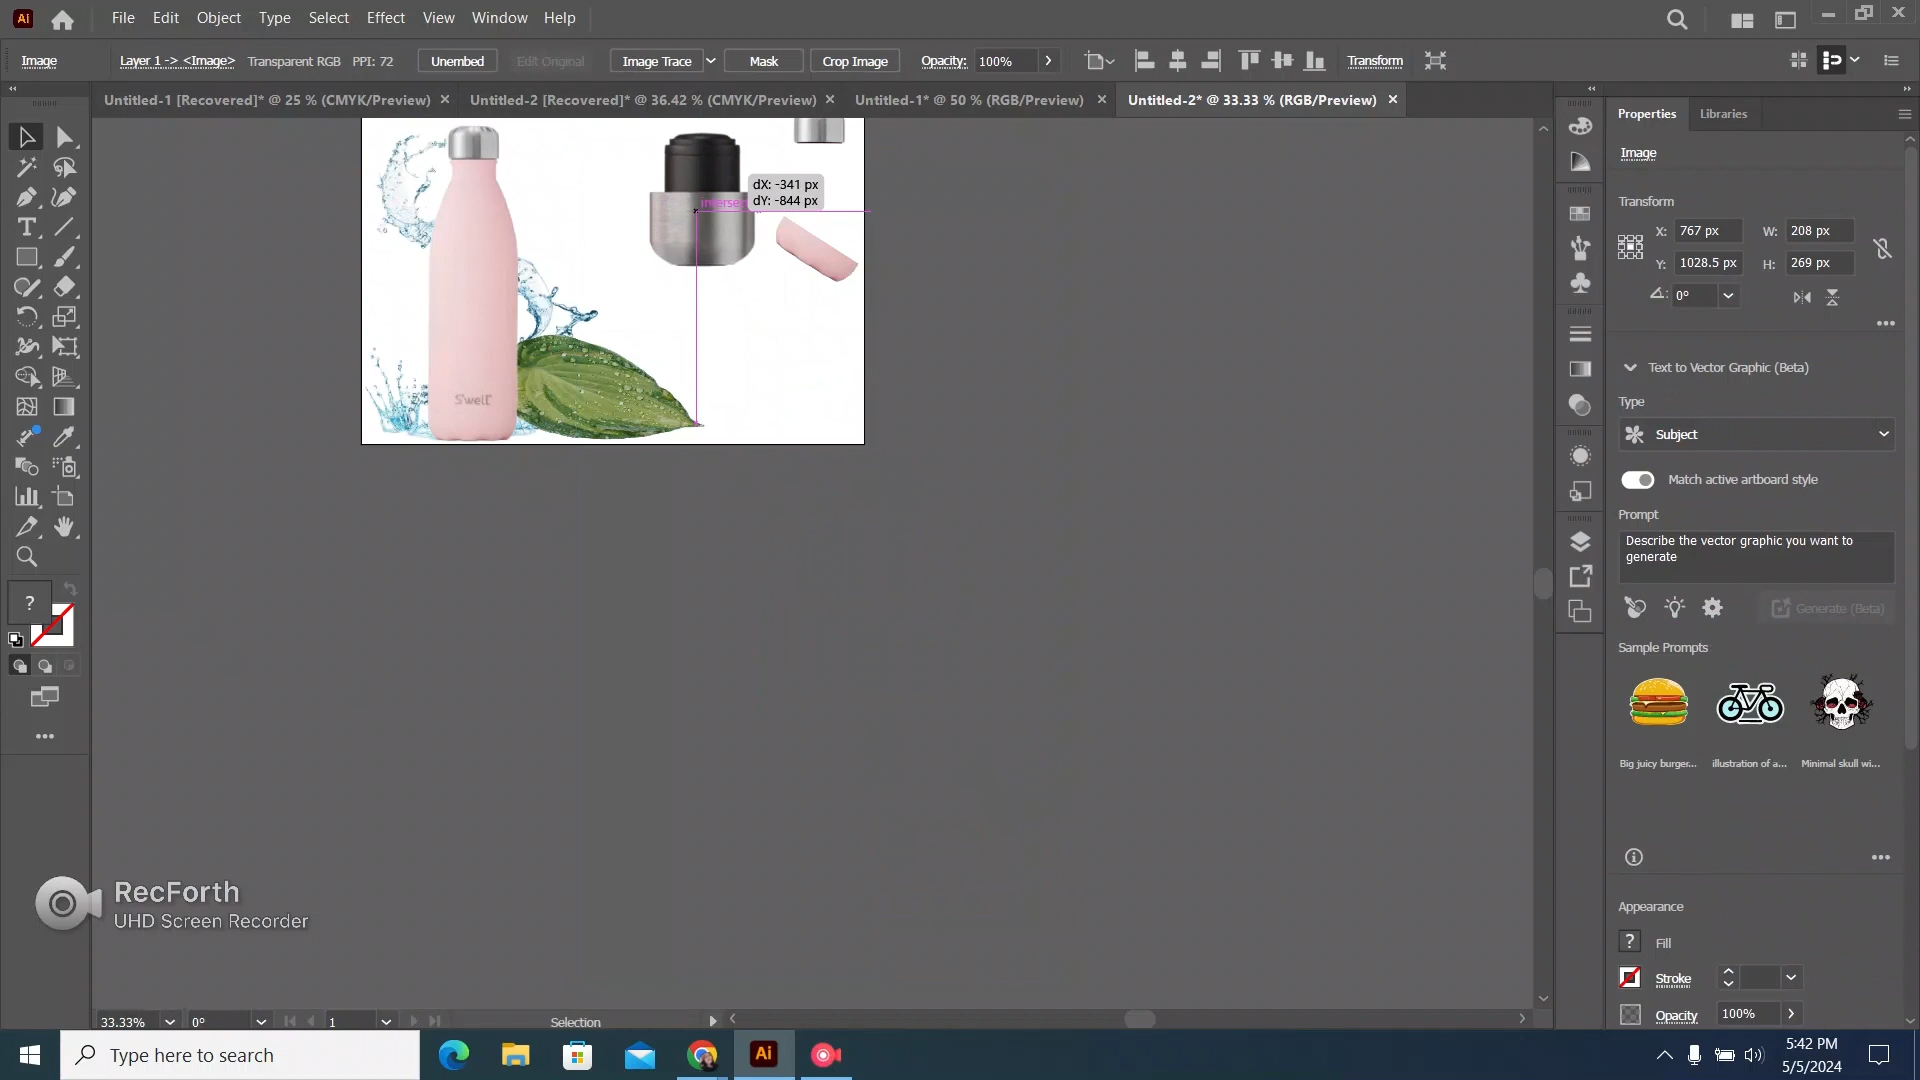 Ai File Edit Object Type Select Effect View Window Help
Image Layer 1 -> <Image> Transparent RGB PPI: 72 Unembed Edit Original Image Trace Mask Crop Image Opacity: 100% Transform
Untitled-1 [Recovered]* @ 25 % (CMYK/Preview) Untitled-2 [Recovered]* @ 36.42 % (CMYK/Preview) Untitled-1* @ 50 % (RGB/Preview) Untitled-2* @ 33.33 % (RGB/Preview)
Properties Libraries
Image
dX: -341 px
dY: -844 px
Transform
X: 767 px W: 208 px
Y: 1028.5 px H: 269 px
0°
Text to Vector Graphic (Beta)
Type
Subject
S'well
Match active artboard style
Prompt
Describe the vector graphic you want to
generate
Generate (Beta)
Sample Prompts
Big juicy burger... illustration of a... Minimal skull wi...
RecForth
UHD Screen Recorder
Appearance
? Fill
Stroke
Opacity 100%
33.33% 0° 1 Selection
Type here to search
5:42 PM
5/5/2024